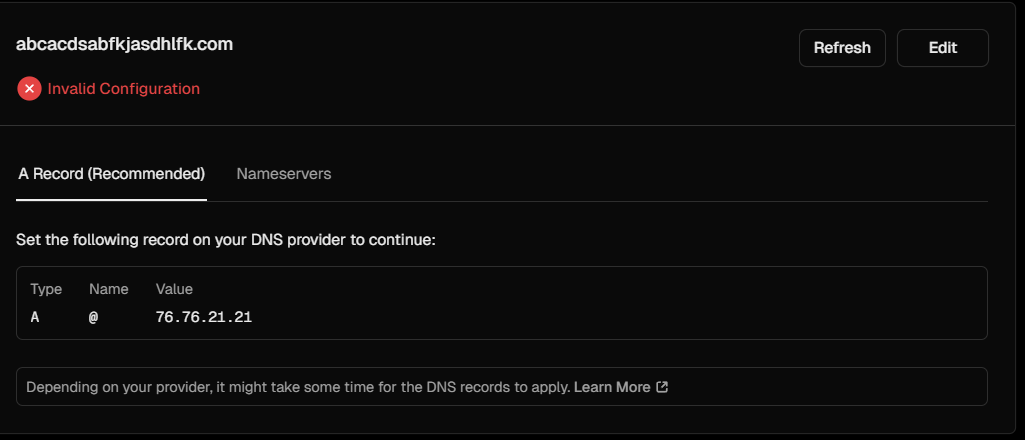 abcacdsabfkjasdhlfk.com
Refresh
Edit
Invalid Configuration
A Record (Recommended)
Nameservers
Set the following record on your DNS provider to continue:
Type Name Value
A @ 76.76.21.21
Depending on your provider, it might take some time for the DNS records to apply. Learn More